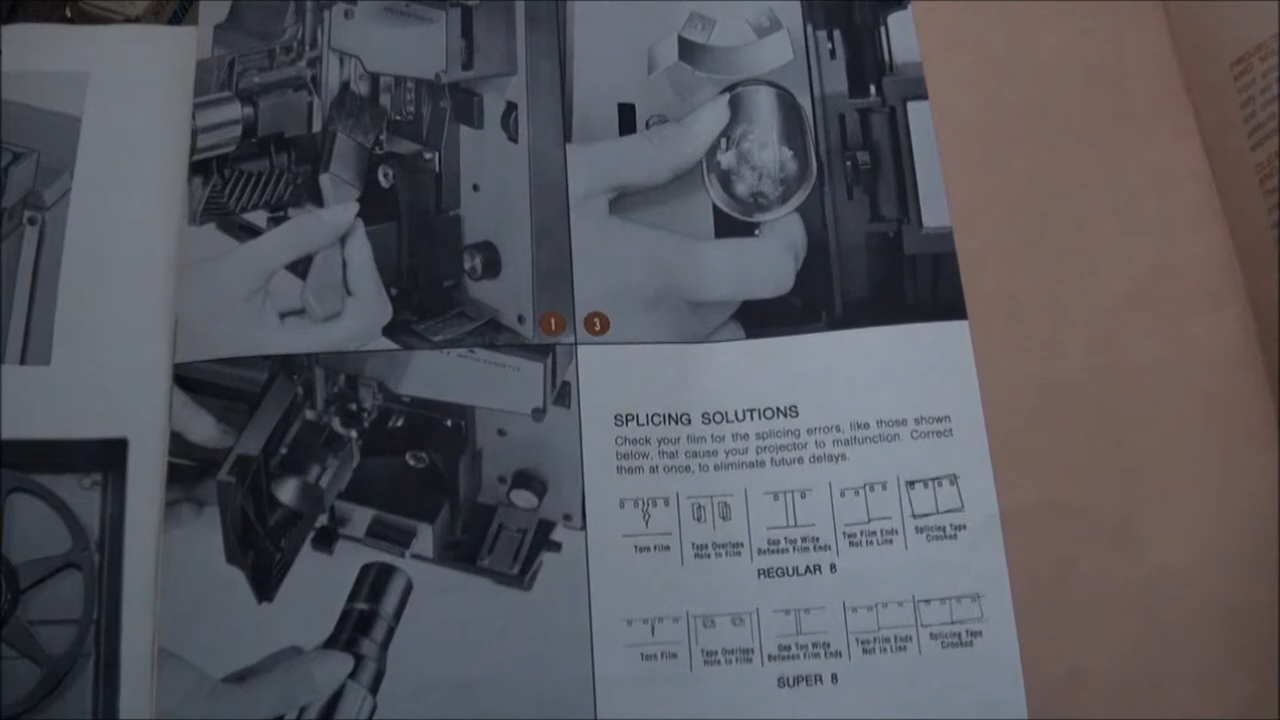 1
3
SPLICING SOLUTIONS
Check your film for the splicing errors, like those shown
below, that cause your projector to malfunction. Correct
them at once, to eliminate future delays.
Torn Film
Tape Overlaps
Hole In Film
Gap Too Wide
Between Film Ends
Two Film Ends
Not In Line
Splicing Tape
Crooked
REGULAR 8
Torn Film
Tape Overlaps
Hole In Film
Gap Too Wide
Between Film Ends
Two-Film Ends
Not In Line
Splicing Tape
Crooked
SUPER 8